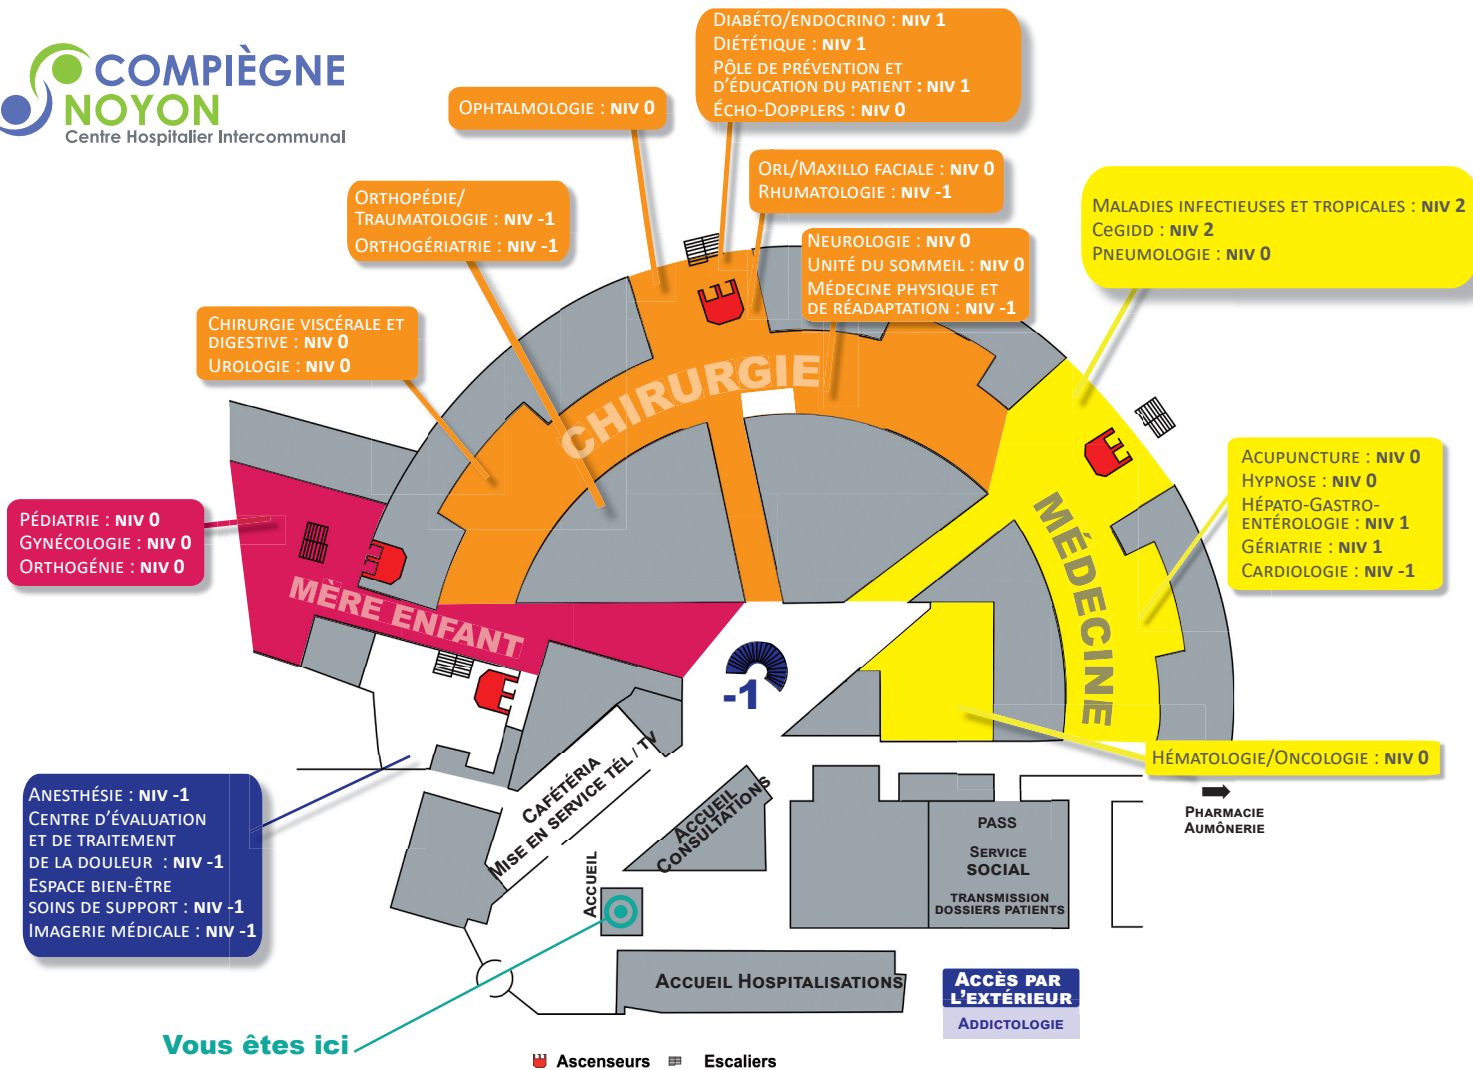 COMPIÈGNE
NOYON
Centre Hospitalier Intercommunal
DIABÉTO/ENDOCRINO : NIV 1
DIÉTÉTIQUE : NIV 1
PÔLE DE PRÉVENTION ET
D'ÉDUCATION DU PATIENT : NIV 1
ÉCHO-DOPPLERS : NIV 0
OPHTALMOLOGIE : NIV 0
ORL/MAXILLO FACIALE : NIV 0
RHUMATOLOGIE : NIV -1
ORTHOPÉDIE/
TRAUMATOLOGIE : NIV -1
ORTHOGÉRIATRIE : NIV -1
MALADIES INFECTIEUSES ET TROPICALES : NIV 2
CEGIDD : NIV 2
PNEUMOLOGIE : NIV 0
NEUROLOGIE : NIV 0
UNITÉ DU SOMMEIL : NIV 0
MÉDECINE PHYSIQUE ET
DE RÉADAPTATION : NIV -1
CHIRURGIE VISCÉRALE ET
DIGESTIVE : NIV 0
UROLOGIE : NIV 0
CHIRURGIE
ACUPUNCTURE : NIV 0
HYPNOSE : NIV 0
HÉPATO-GASTRO-
ENTÉROLOGIE : NIV 1
GÉRIATRIE : NIV 1
CARDIOLOGIE : NIV -1
MÉDECINE
PÉDIATRIE : NIV 0
GYNÉCOLOGIE : NIV 0
ORTHOGÉNIE : NIV 0
MÈRE ENFANT
-1
HÉMATOLOGIE/ONCOLOGIE : NIV 0
PHARMACIE
AUMÔNERIE
ANESTHÉSIE : NIV -1
CENTRE D'ÉVALUATION
ET DE TRAITEMENT
DE LA DOULEUR : NIV -1
ESPACE BIEN-ÊTRE
SOINS DE SUPPORT : NIV -1
IMAGERIE MÉDICALE : NIV -1
CAFÉTÉRIA
MISE EN SERVICE TÉL / TV
ACCUEIL
CONSULTATIONS
PASS
SERVICE
SOCIAL
TRANSMISSION
DOSSIERS PATIENTS
ACCUEIL
ACCUEIL HOSPITALISATIONS
ACCÈS PAR
L'EXTÉRIEUR
ADDICTOLOGIE
Vous êtes ici
Ascenseurs
Escaliers